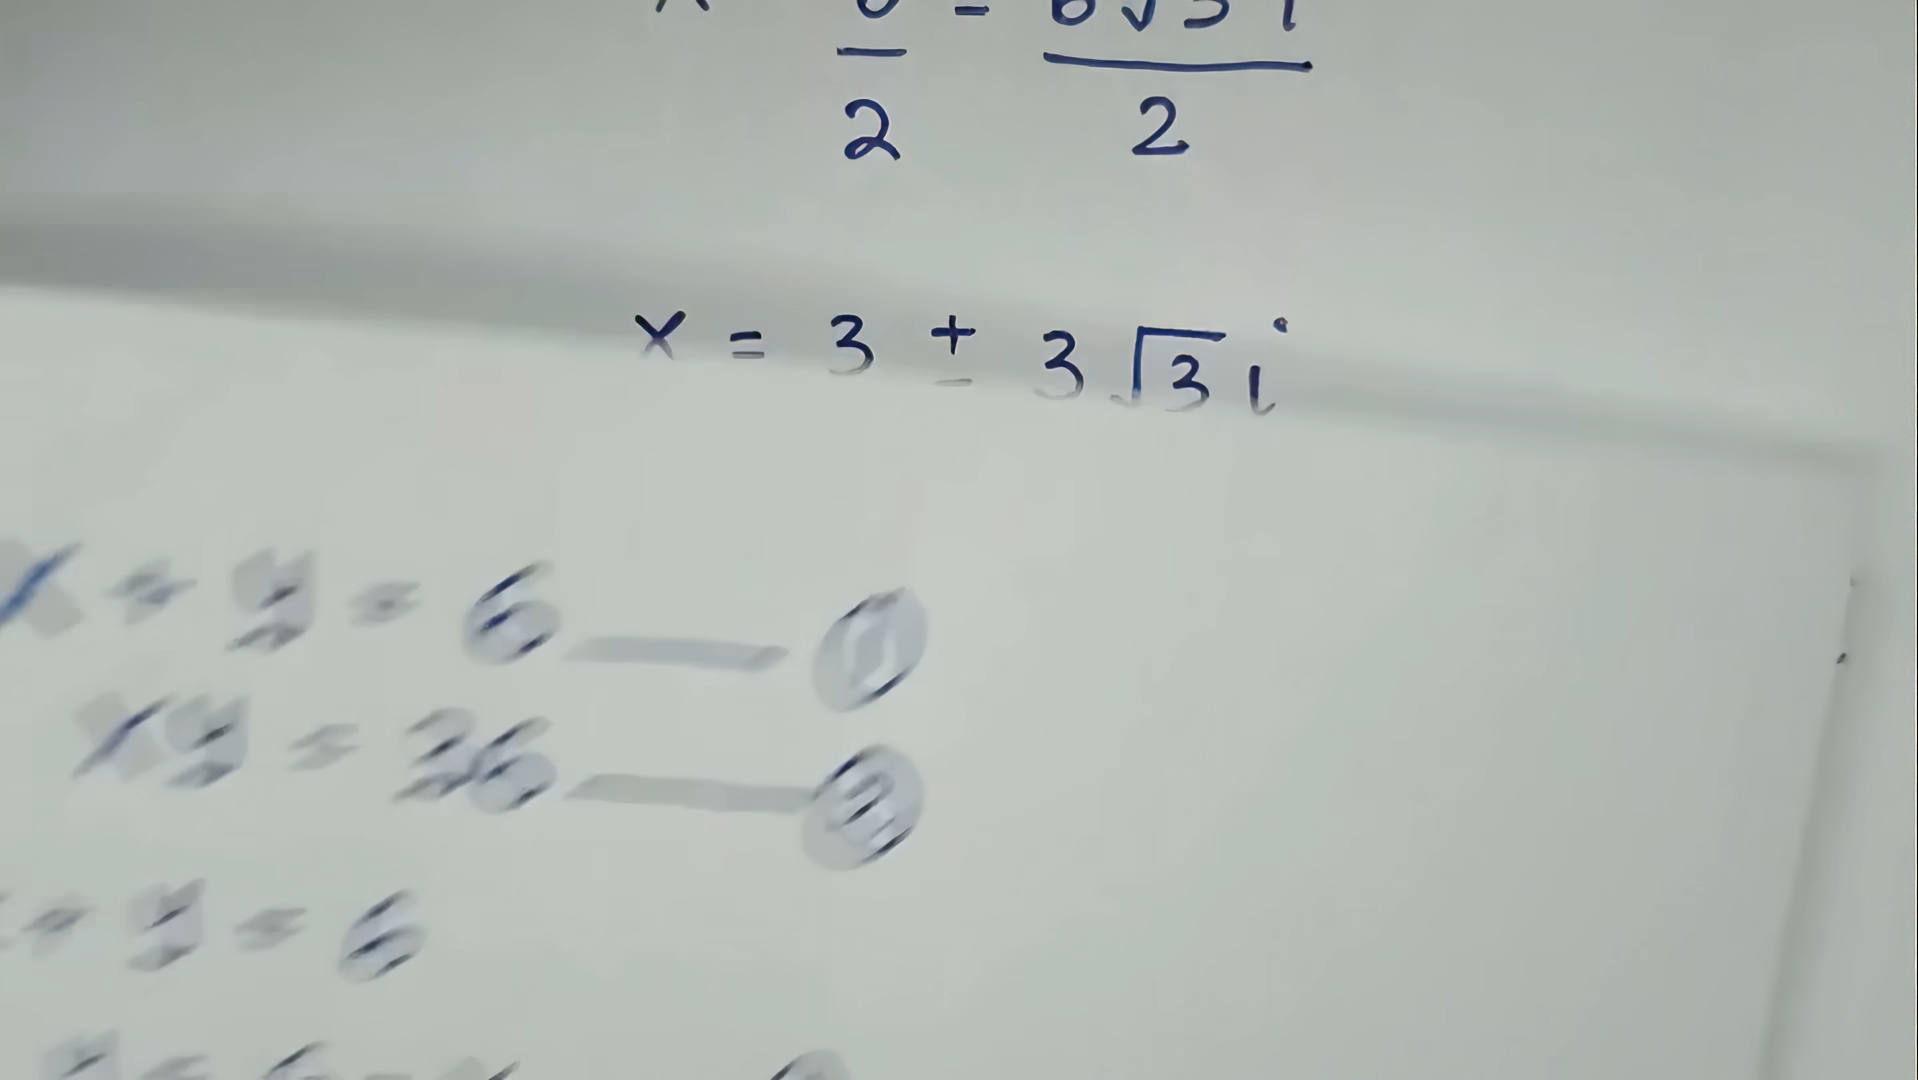 2 2
x = 3 ± 3√3 i
x + y = 6 —— ①
xy = 36 —— ②
+ y = 6